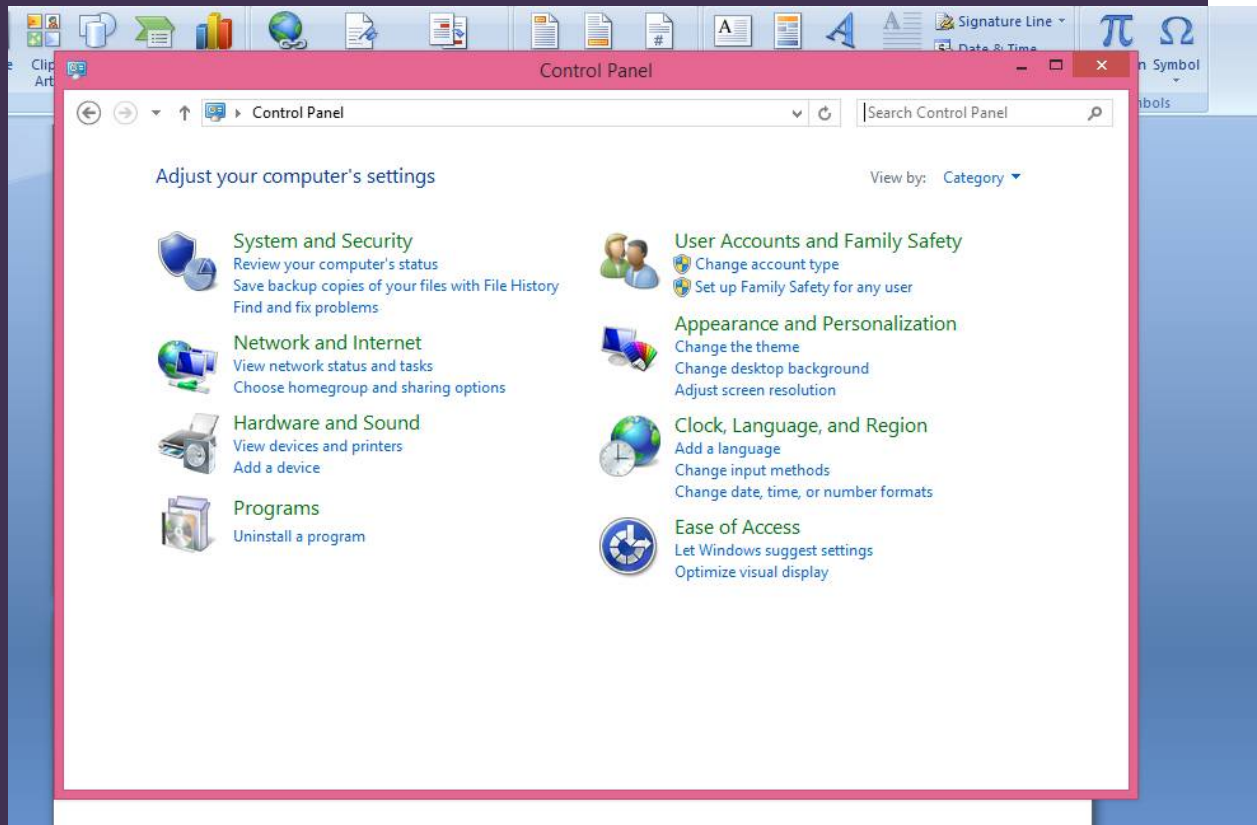 Signature Line
Date & Time
Clip
Art
Symbol
Control Panel
Control Panel
Search Control Panel
Adjust your computer's settings
View by: Category
System and Security
Review your computer's status
Save backup copies of your files with File History
Find and fix problems
Network and Internet
View network status and tasks
Choose homegroup and sharing options
Hardware and Sound
View devices and printers
Add a device
Programs
Uninstall a program
User Accounts and Family Safety
Change account type
Set up Family Safety for any user
Appearance and Personalization
Change the theme
Change desktop background
Adjust screen resolution
Clock, Language, and Region
Add a language
Change input methods
Change date, time, or number formats
Ease of Access
Let Windows suggest settings
Optimize visual display